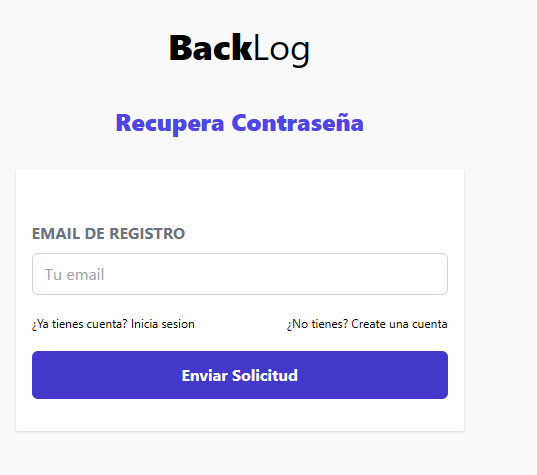 BackLog
Recupera Contraseña
EMAIL DE REGISTRO
Tu email
¿Ya tienes cuenta? Inicia sesion ¿No tienes? Create una cuenta
Enviar Solicitud